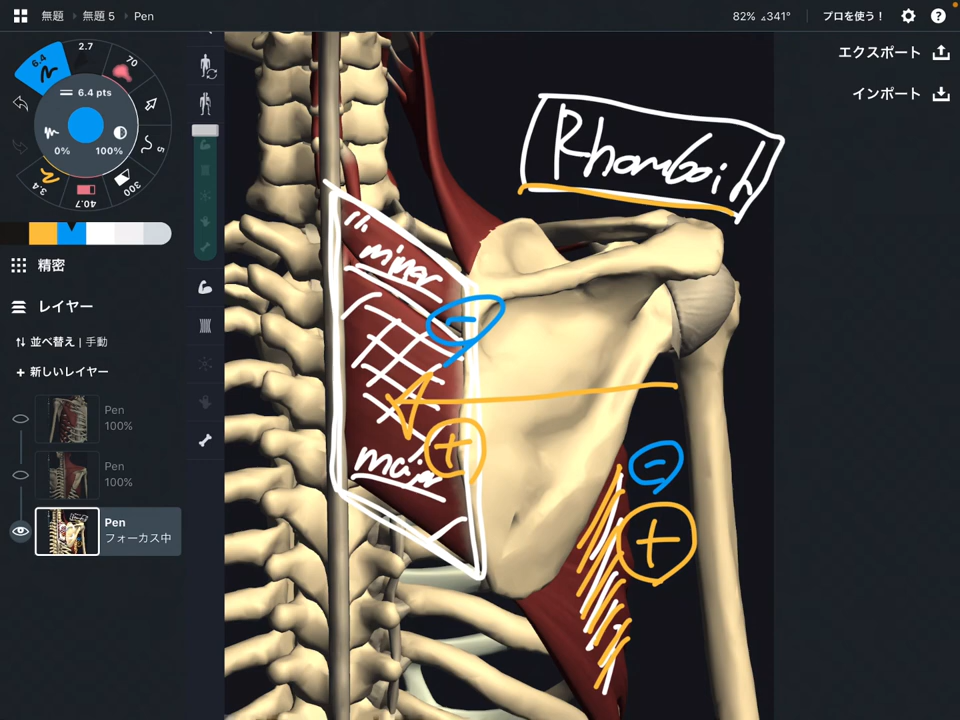 無題 › 無題 5 › Pen
82% ⊿341°
プロを使う！
?
エクスポート
インポート
2.7
6.4
70
6.4 pts
0%
100%
5
300
40.7
3.4
精密
レイヤー
並べ替え | 手動
+ 新しいレイヤー
Pen
100%
Pen
100%
Pen
フォーカス中
Rhomboid
" minor
major
−
+
−
+